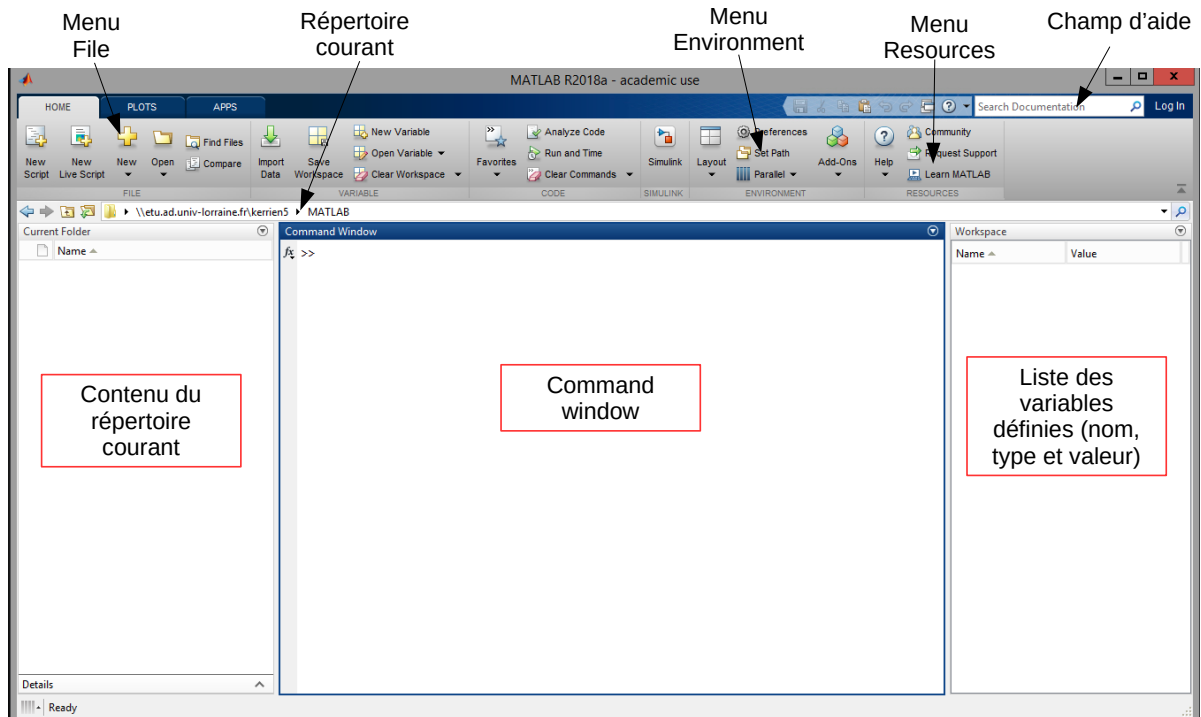 Menu
File
Répertoire
courant
Menu
Environment
Menu
Resources
Champ d’aide
MATLAB R2018a - academic use
HOME PLOTS APPS
Search Documentation
Log In
New
Script
New
Live Script
New
Open
Find Files
Compare
FILE
Import
Data
Save
Workspace
New Variable
Open Variable
Clear Workspace
VARIABLE
Favorites
Analyze Code
Run and Time
Clear Commands
CODE
Simulink
SIMULINK
Layout
Preferences
Set Path
Parallel
Add-Ons
ENVIRONMENT
Help
Community
Request Support
Learn MATLAB
RESOURCES
\\etu.ad.univ-lorraine.fr\kerrien5 MATLAB
Current Folder
Name
Command Window
fx >>
Workspace
Name Value
Contenu du
répertoire
courant
Command
window
Liste des
variables
définies (nom,
type et valeur)
Details
Ready